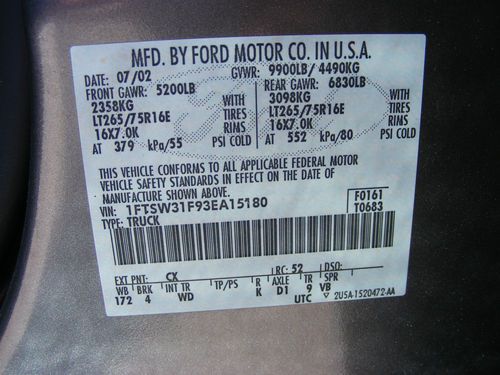 MFD. BY FORD MOTOR CO. IN U.S.A.
DATE: 07/02 GVWR: 9900LB/ 4490KG
FRONT GAWR: 5200LB REAR GAWR: 6830LB
2358KG WITH 3098KG WITH
LT265/75R16E TIRES LT265/75R16E TIRES
16X7.0K RIMS 16X7.0K RIMS
AT 379 kPa/55 PSI COLD AT 552 kPa/80 PSI COLD
THIS VEHICLE CONFORMS TO ALL APPLICABLE FEDERAL MOTOR
VEHICLE SAFETY STANDARDS IN EFFECT ON THE DATE OF
MANUFACTURE SHOWN ABOVE.
VIN: 1FTSW31F93EA15180 F0161
TYPE: TRUCK T0683
EXT PNT: CX RC: 52 DSO:
WB BRK INT TR TP/PS R AXLE TR SPR
172 4 WD K D1 9 VB
UTC ▽ 2U5A-1520472-AA